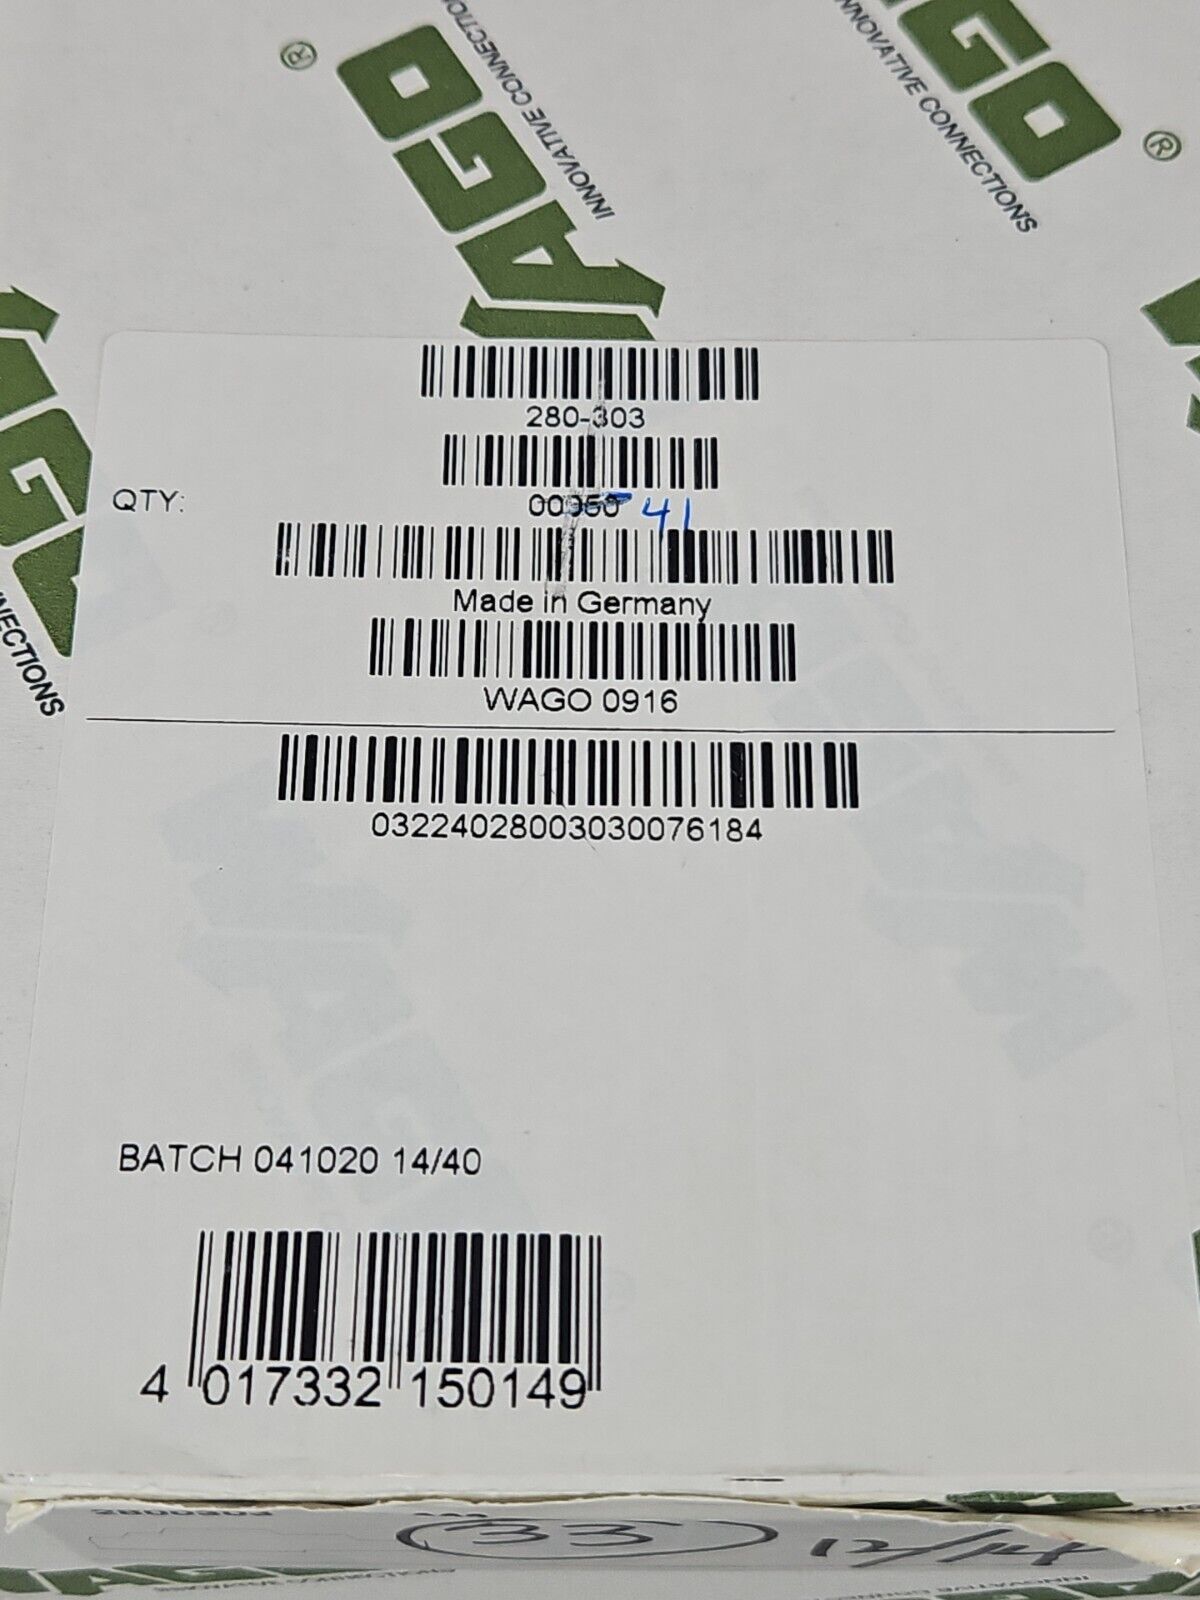 WAGO ®
INNOVATIVE CONNECTIONS
WAGO ®
INNOVATIVE CONNECTIONS
280-303
QTY: 00050 41
Made in Germany
WAGO 0916
03224028003030076184
BATCH 041020 14/40
4 017332 150149
33